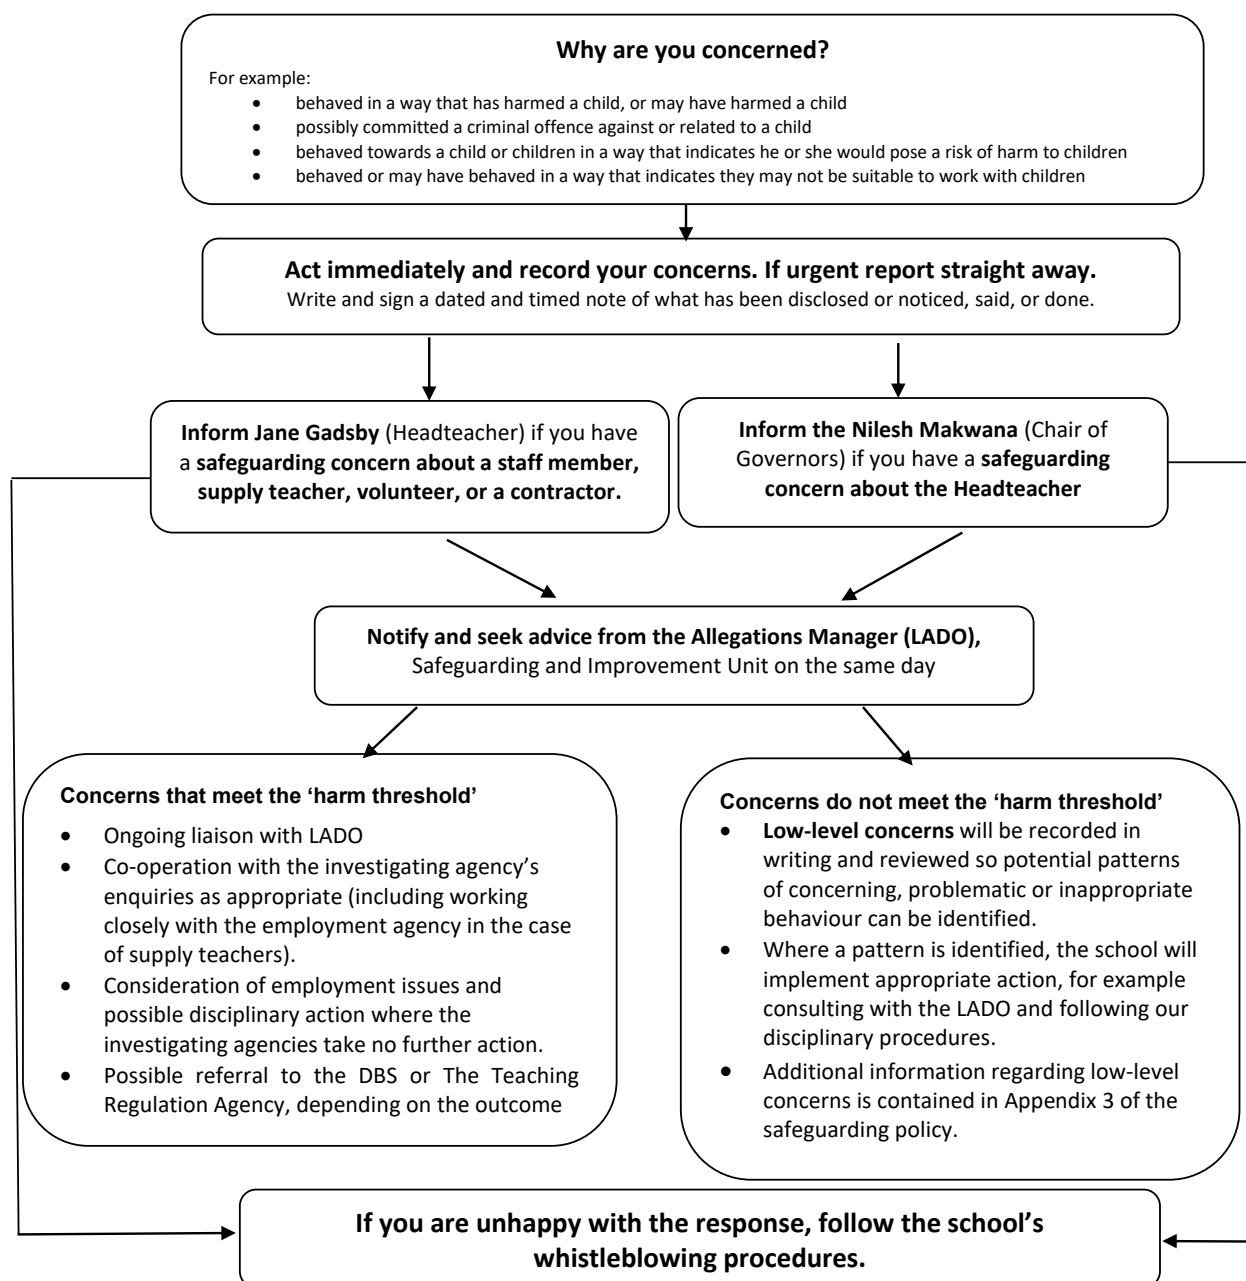 Why are you concerned?
For example:
• behaved in a way that has harmed a child, or may have harmed a child
• possibly committed a criminal offence against or related to a child
• behaved towards a child or children in a way that indicates he or she would pose a risk of harm to children
• behaved or may have behaved in a way that indicates they may not be suitable to work with children
Act immediately and record your concerns. If urgent report straight away.
Write and sign a dated and timed note of what has been disclosed or noticed, said, or done.
Inform Jane Gadsby (Headteacher) if you have
a safeguarding concern about a staff member,
supply teacher, volunteer, or a contractor.
Inform the Nilesh Makwana (Chair of
Governors) if you have a safeguarding
concern about the Headteacher
Notify and seek advice from the Allegations Manager (LADO),
Safeguarding and Improvement Unit on the same day
Concerns that meet the ‘harm threshold’
• Ongoing liaison with LADO
• Co-operation with the investigating agency’s
enquiries as appropriate (including working
closely with the employment agency in the case
of supply teachers).
• Consideration of employment issues and
possible disciplinary action where the
investigating agencies take no further action.
• Possible referral to the DBS or The Teaching
Regulation Agency, depending on the outcome
Concerns do not meet the ‘harm threshold’
• Low-level concerns will be recorded in
writing and reviewed so potential patterns
of concerning, problematic or inappropriate
behaviour can be identified.
• Where a pattern is identified, the school will
implement appropriate action, for example
consulting with the LADO and following our
disciplinary procedures.
• Additional information regarding low-level
concerns is contained in Appendix 3 of the
safeguarding policy.
If you are unhappy with the response, follow the school’s
whistleblowing procedures.